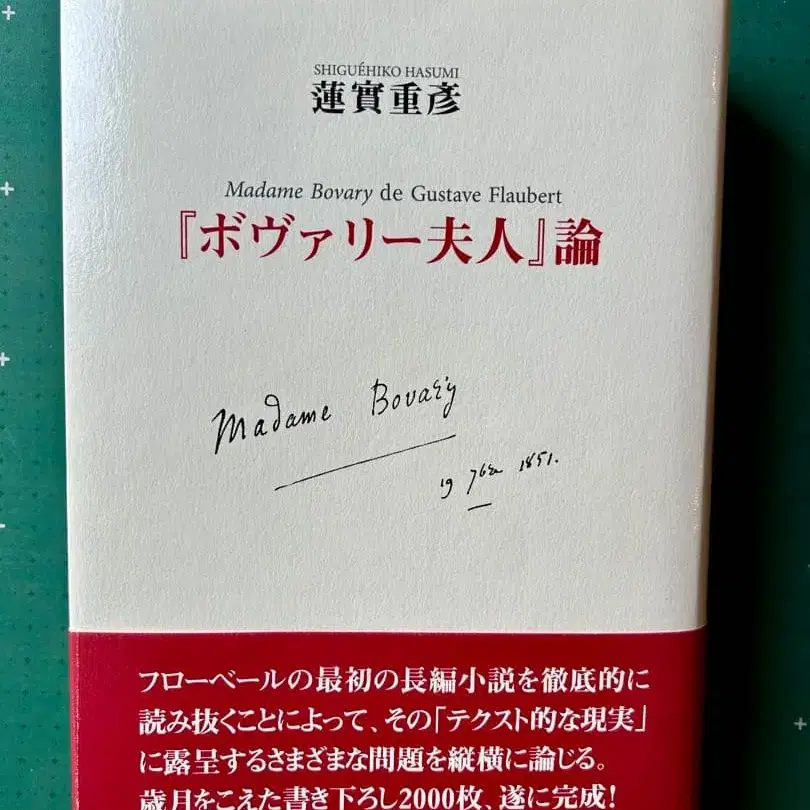 SHIGUÉHIKO HASUMI
蓮實重彥
Madame Bovary de Gustave Flaubert
『ボヴァリー夫人』論
Madame Bovary
19 7bre 1851.
フローベールの最初の長編小説を徹底的に
読み抜くことによって、その「テクスト的な現実」
に露呈するさまざまな問題を縦横に論じる。
歳月をこえた書き下ろし2000枚、遂に完成!